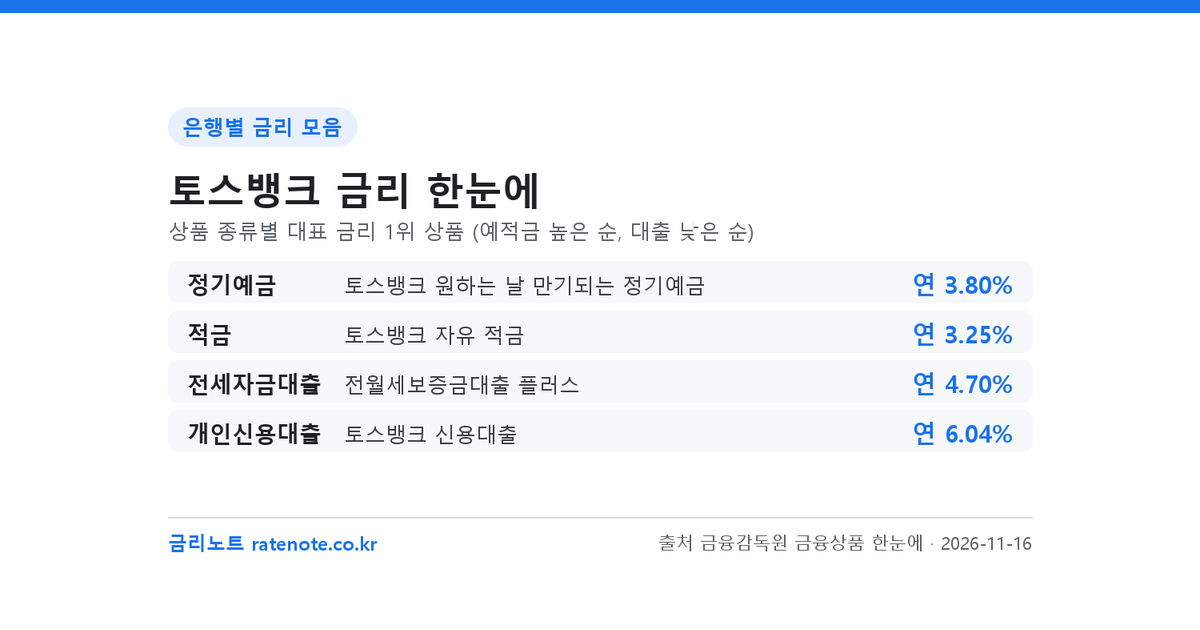 은행별 금리 모음
토스뱅크 금리 한눈에
상품 종류별 대표 금리 1위 상품 (예적금 높은 순, 대출 낮은 순)
정기예금 토스뱅크 원하는 날 만기되는 정기예금 연 3.80%
적금 토스뱅크 자유 적금 연 3.25%
전세자금대출 전월세보증금대출 플러스 연 4.70%
개인신용대출 토스뱅크 신용대출 연 6.04%
금리노트 ratenote.co.kr 출처 금융감독원 금융상품 한눈에 · 2026-11-16